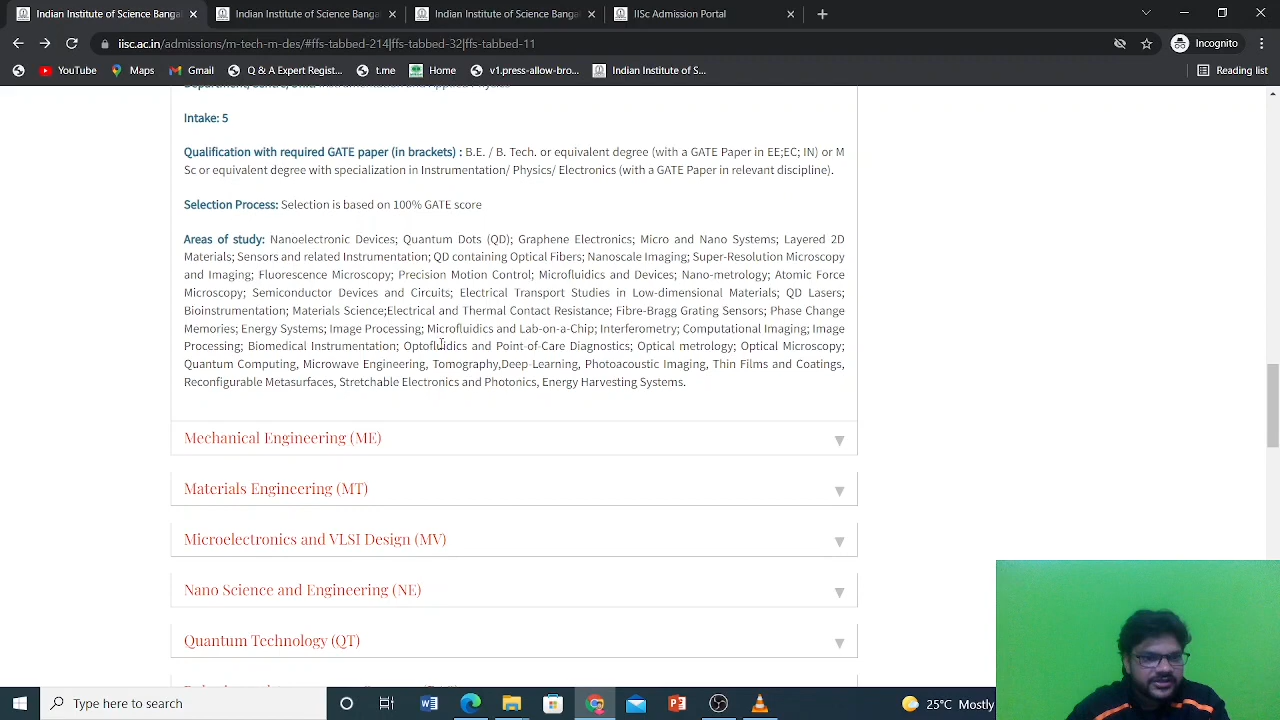 Indian Institute of Science Banga
Indian Institute of Science Banga
Indian Institute of Science Banga
IISc Admission Portal
iisc.ac.in/admissions/m-tech-m-des/#ffs-tabbed-214|ffs-tabbed-32|ffs-tabbed-11
Incognito
YouTube
Maps
Gmail
Q & A Expert Regist...
t.me
Home
v1.press-allow-bro...
Indian Institute of S...
Reading list
Intake: 5
Qualification with required GATE paper (in brackets) : B.E. / B. Tech. or equivalent degree (with a GATE Paper in EE;EC; IN) or M
Sc or equivalent degree with specialization in Instrumentation/ Physics/ Electronics (with a GATE Paper in relevant discipline).
Selection Process: Selection is based on 100% GATE score
Areas of study: Nanoelectronic Devices; Quantum Dots (QD); Graphene Electronics; Micro and Nano Systems; Layered 2D
Materials; Sensors and related Instrumentation; QD containing Optical Fibers; Nanoscale Imaging; Super-Resolution Microscopy
and Imaging; Fluorescence Microscopy; Precision Motion Control; Microfluidics and Devices; Nano-metrology; Atomic Force
Microscopy; Semiconductor Devices and Circuits; Electrical Transport Studies in Low-dimensional Materials; QD Lasers;
Bioinstrumentation; Materials Science;Electrical and Thermal Contact Resistance; Fibre-Bragg Grating Sensors; Phase Change
Memories; Energy Systems; Image Processing; Microfluidics and Lab-on-a-Chip; Interferometry; Computational Imaging; Image
Processing; Biomedical Instrumentation; Optofluidics and Point-of-Care Diagnostics; Optical metrology; Optical Microscopy;
Quantum Computing, Microwave Engineering, Tomography,Deep-Learning, Photoacoustic Imaging, Thin Films and Coatings,
Reconfigurable Metasurfaces, Stretchable Electronics and Photonics, Energy Harvesting Systems.
Mechanical Engineering (ME)
Materials Engineering (MT)
Microelectronics and VLSI Design (MV)
Nano Science and Engineering (NE)
Quantum Technology (QT)
Type here to search
25°C Mostly